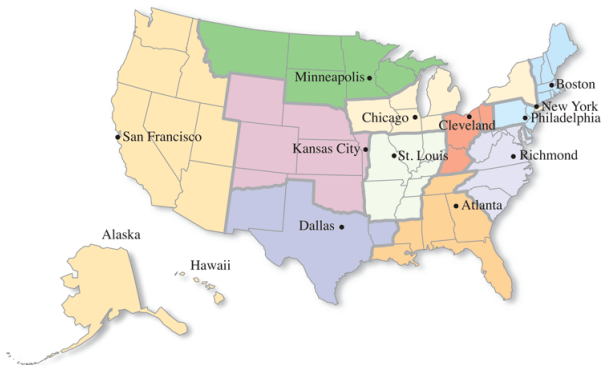 Minneapolis
Boston
New York
Chicago
Philadelphia
Cleveland
San Francisco
Kansas City
St. Louis
Richmond
Atlanta
Dallas
Alaska
Hawaii